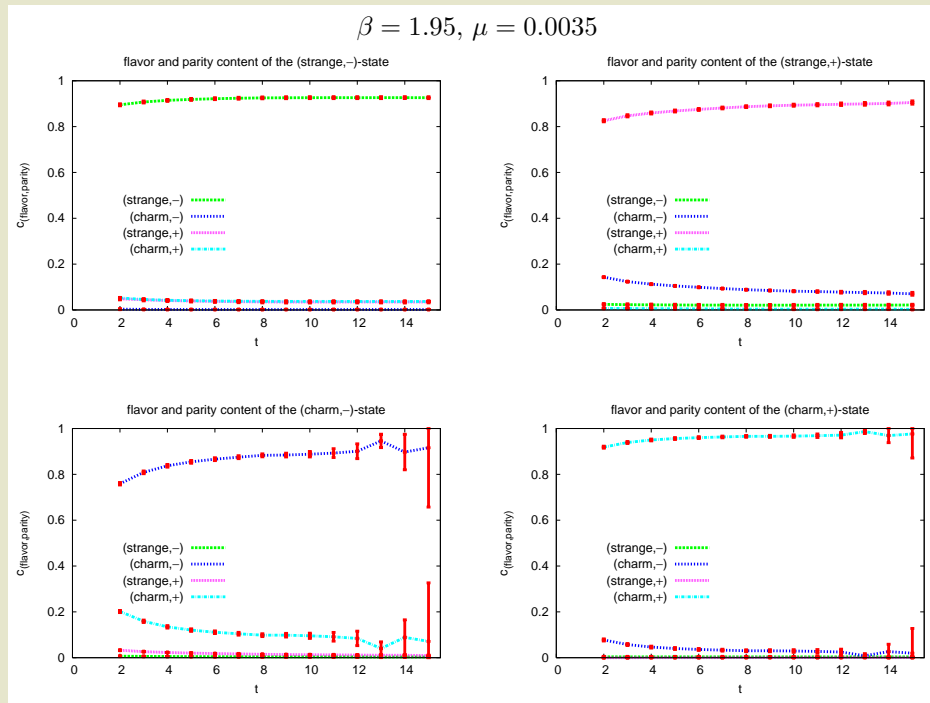 β = 1.95, μ = 0.0035
flavor and parity content of the (strange,−)-state
1
0.8
0.6
0.4
0.2
0
0 2 4 6 8 10 12 14
c(flavor,parity)
t
(strange,−)
(charm,−)
(strange,+)
(charm,+)
flavor and parity content of the (strange,+)-state
1
0.8
0.6
0.4
0.2
0
0 2 4 6 8 10 12 14
c(flavor,parity)
t
(strange,−)
(charm,−)
(strange,+)
(charm,+)
flavor and parity content of the (charm,−)-state
1
0.8
0.6
0.4
0.2
0
0 2 4 6 8 10 12 14
c(flavor,parity)
t
(strange,−)
(charm,−)
(strange,+)
(charm,+)
flavor and parity content of the (charm,+)-state
1
0.8
0.6
0.4
0.2
0
0 2 4 6 8 10 12 14
c(flavor,parity)
t
(strange,−)
(charm,−)
(strange,+)
(charm,+)